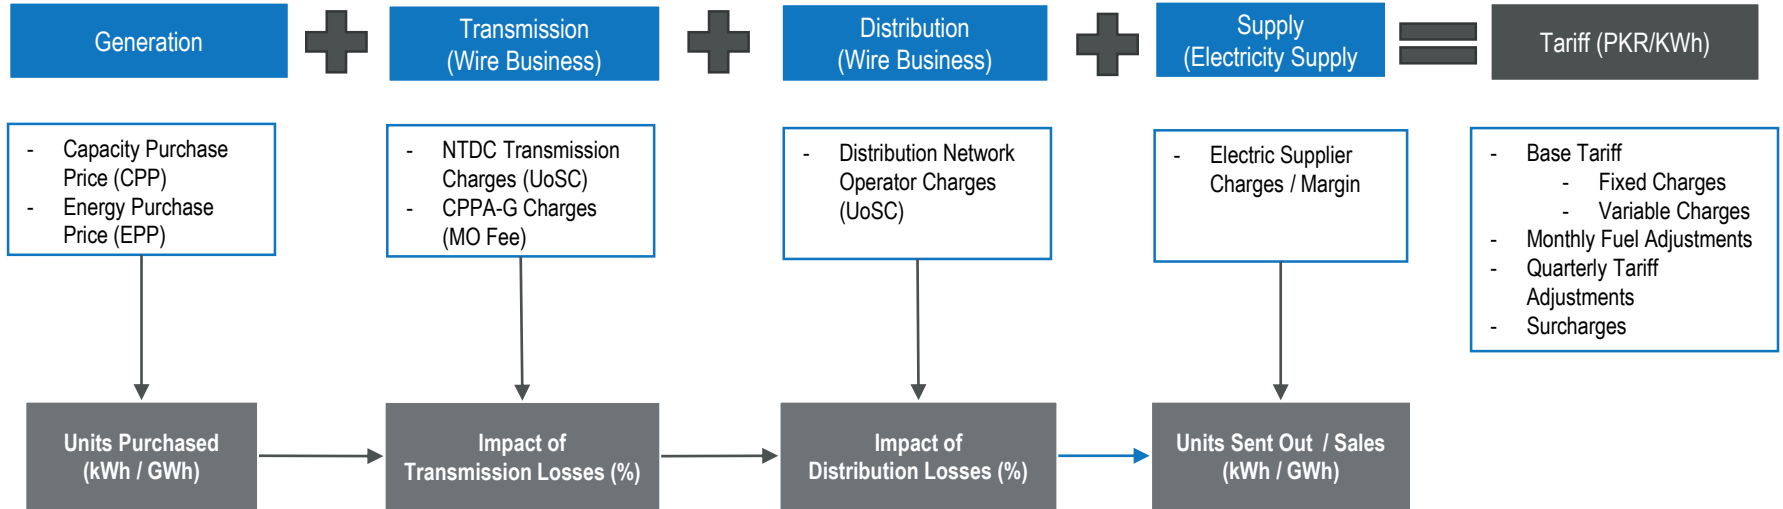 Generation
Transmission
(Wire Business)
Distribution
(Wire Business)
Supply
(Electricity Supply
Tariff (PKR/KWh)
- Capacity Purchase
Price (CPP)
- Energy Purchase
Price (EPP)
- NTDC Transmission
Charges (UoSC)
- CPPA-G Charges
(MO Fee)
- Distribution Network
Operator Charges
(UoSC)
- Electric Supplier
Charges / Margin
- Base Tariff
- Fixed Charges
- Variable Charges
- Monthly Fuel Adjustments
- Quarterly Tariff
Adjustments
- Surcharges
Units Purchased
(kWh / GWh)
Impact of
Transmission Losses (%)
Impact of
Distribution Losses (%)
Units Sent Out / Sales
(kWh / GWh)